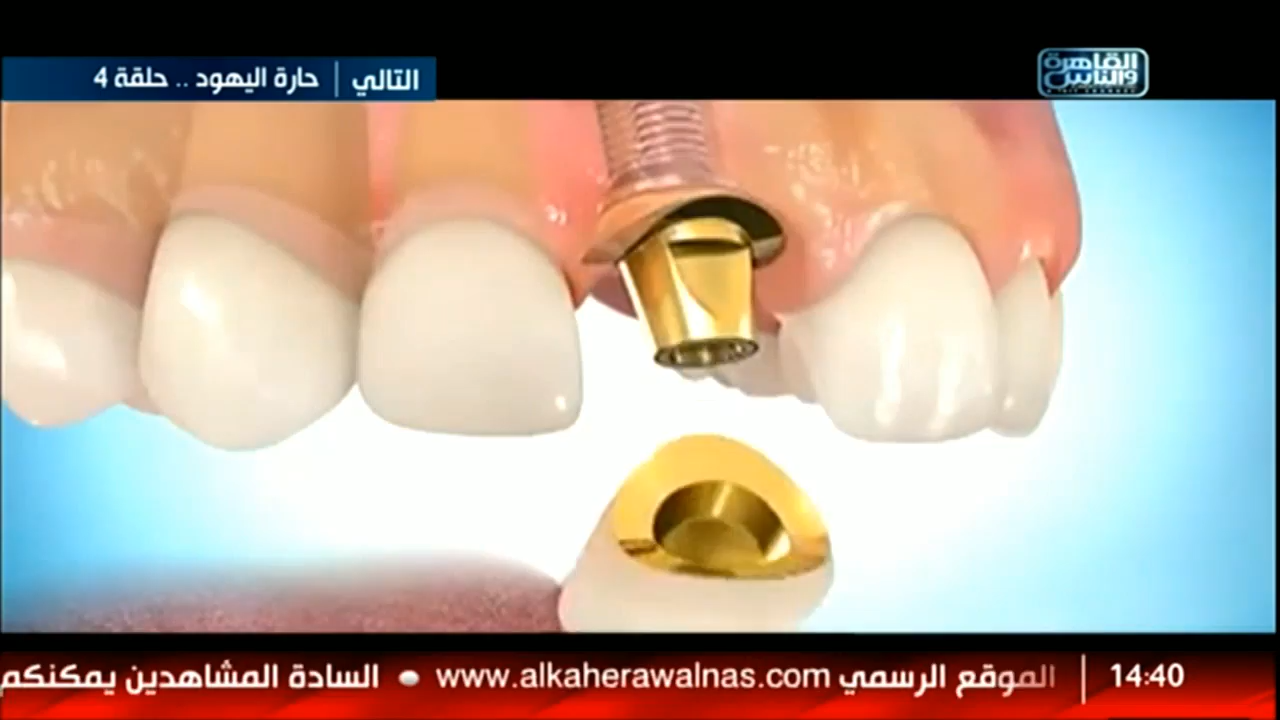 التالي | حارة اليهود .. حلقة 4
القاهرة
والناس
14:40 | الموقع الرسمي www.alkaherawalnas.com • السادة المشاهدين يمكنكم